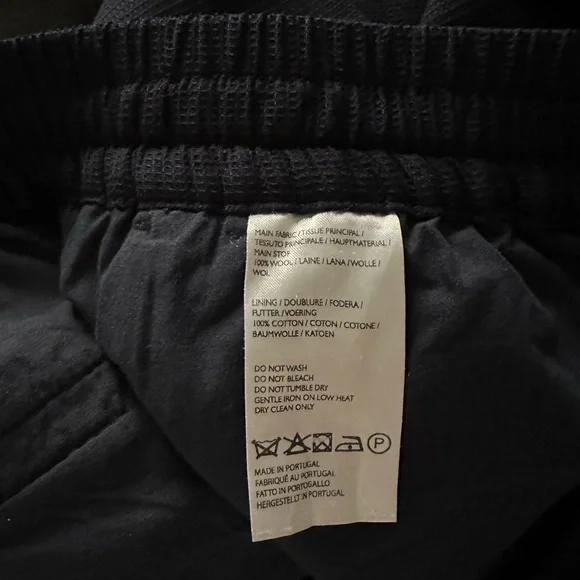 MAIN FABRIC / TISSUE PRINCIPAL /
TESSUTO PRINCIPALE / HAUPTMATERIAL /
MAIN STOF
100% WOOL / LAINE / LANA / WOLLE /
WOL
LINING / DOUBLURE / FODERA /
FUTTER / VOERING
100% COTTON / COTON / COTONE /
BAUMWOLLE / KATOEN
DO NOT WASH
DO NOT BLEACH
DO NOT TUMBLE DRY
GENTLE IRON ON LOW HEAT
DRY CLEAN ONLY
P
MADE IN PORTUGAL
FABRIQUÉ AU PORTUGAL
FATTO IN PORTOGALLO
HERGESTELLT IN PORTUGAL